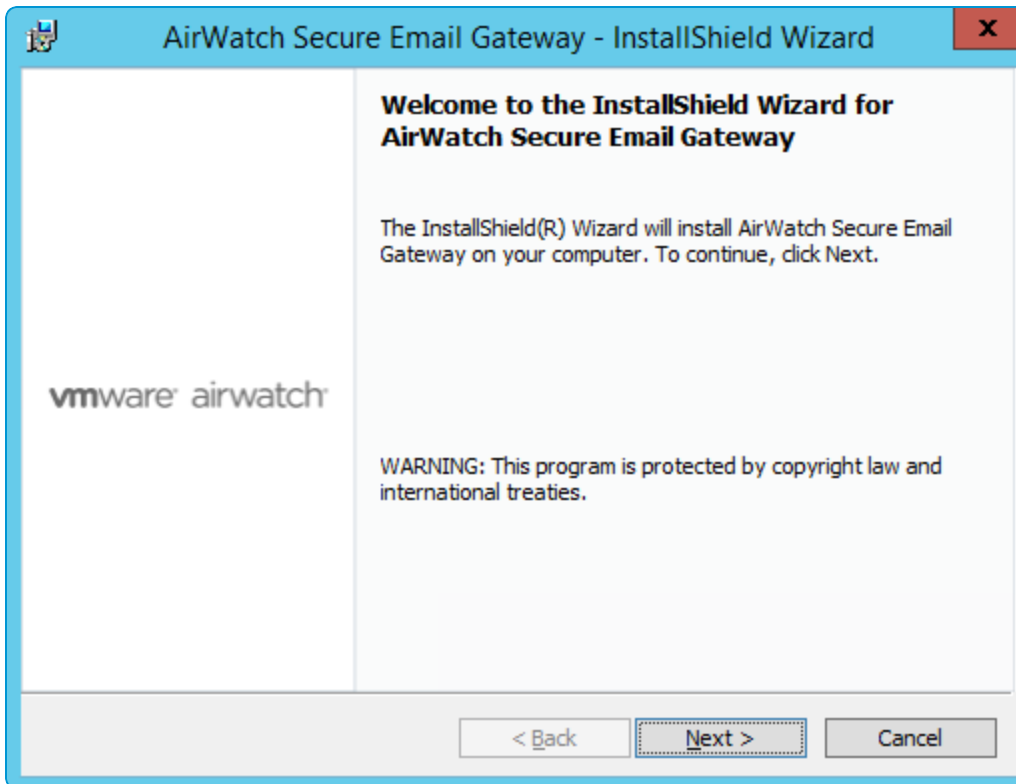 AirWatch Secure Email Gateway - InstallShield Wizard
x
Welcome to the InstallShield Wizard for
AirWatch Secure Email Gateway
The InstallShield(R) Wizard will install AirWatch Secure Email
Gateway on your computer. To continue, click Next.
vmware airwatch
WARNING: This program is protected by copyright law and
international treaties.
< Back
Next >
Cancel